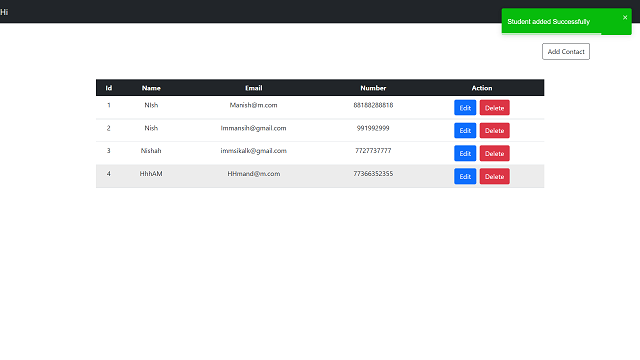 Hi
Student added Successfully ×
Add Contact
Id Name Email Number Action
1 NIsh Manish@m.com 88188288818 Edit Delete
2 Nish Immansih@gmail.com 991992999 Edit Delete
3 Nishah immsikalk@gmail.com 7727737777 Edit Delete
4 HhhAM HHmand@m.com 77366352355 Edit Delete